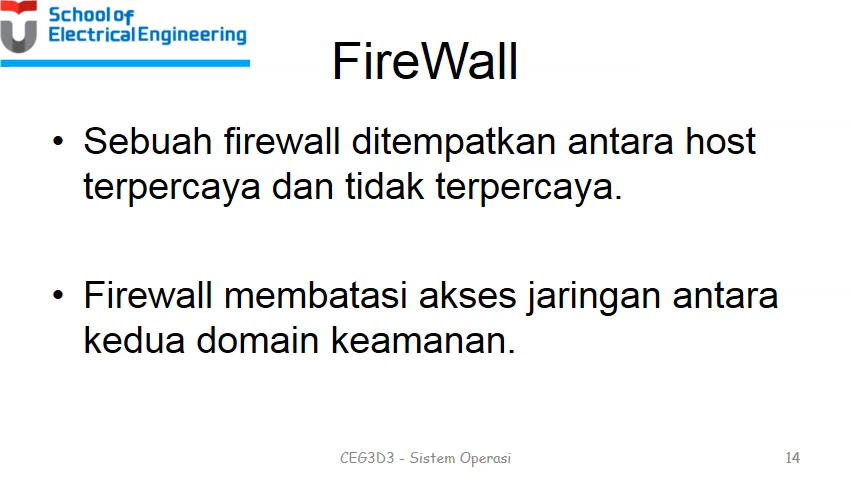 School of
Electrical Engineering
FireWall
• Sebuah firewall ditempatkan antara host
terpercaya dan tidak terpercaya.
• Firewall membatasi akses jaringan antara
kedua domain keamanan.
CEG3D3 - Sistem Operasi
14